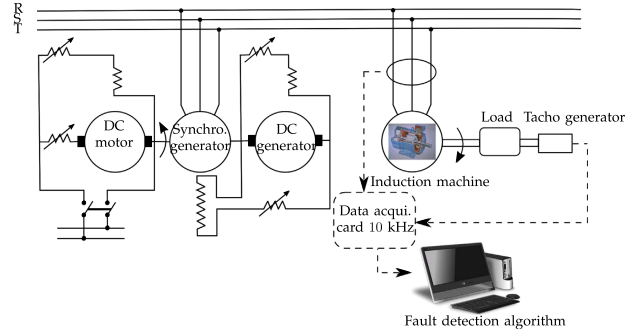 R
S
T
DC
motor
Synchro.
generator
DC
generator
Load
Tacho generator
Induction machine
Data acqui.
card 10 kHz
Fault detection algorithm